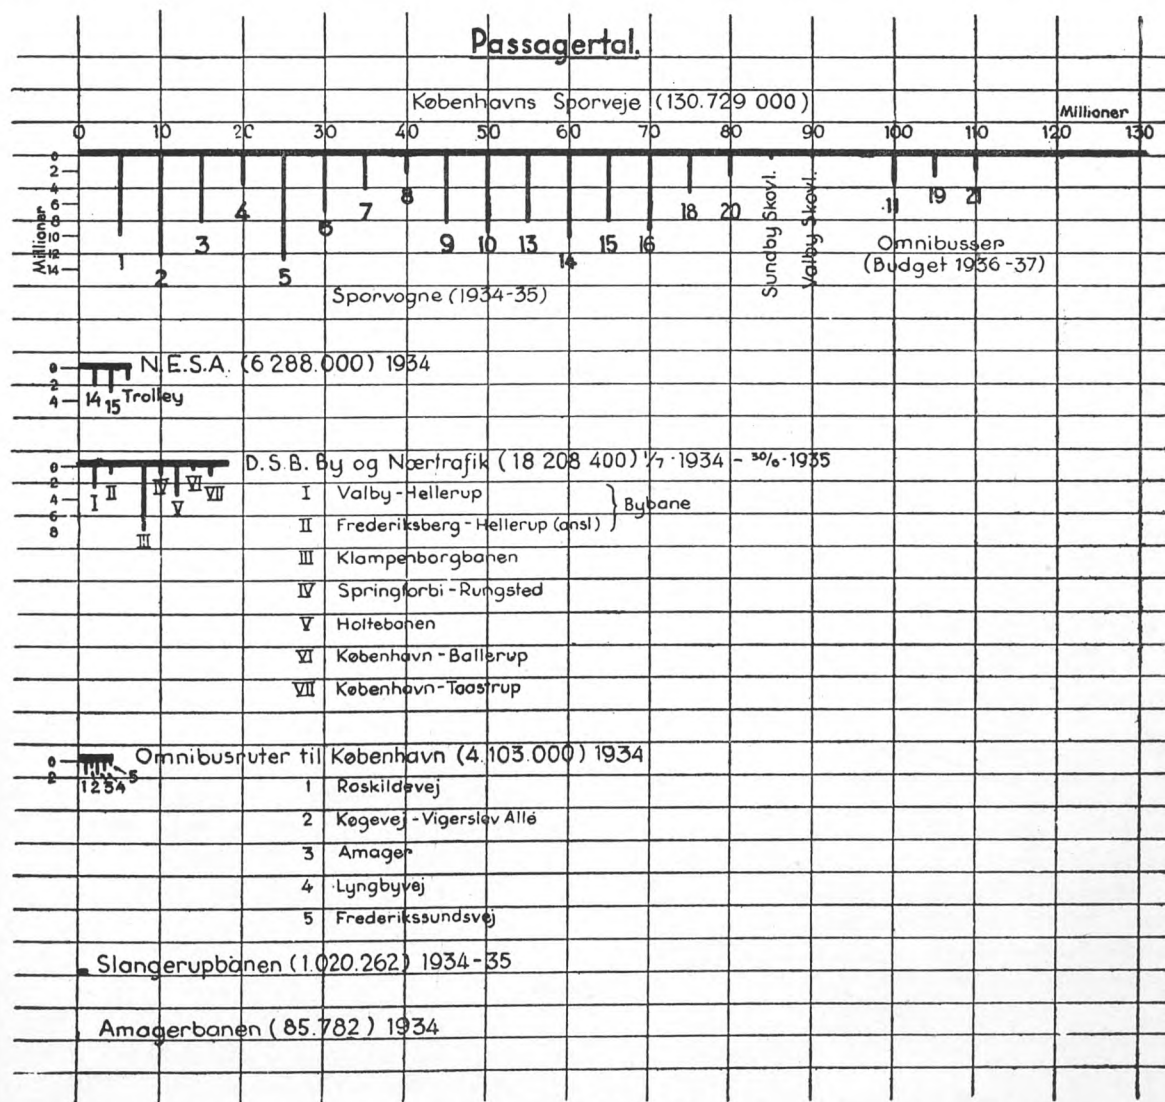 Passagertal.
Københavns Sporveje (130.729 000)
Millioner
0 10 20 30 40 50 60 70 80 90 100 110 120 130
Millioner
0
2
4
6
8
10
12
14
1 2 3 4 5 6 7 8 9 10 13 14 15 16 18 20 Sundby Skovl. Valby Skovl. 11 19 21
Omnibusser
(Budget 1936-37)
Sporvogne (1934-35)
N.E.S.A. (6 288.000) 1934
0
2
4
14 15 Trolley
D.S.B. By og Nærtrafik (18 208 400) 1/7 · 1934 - 30/6 · 1935
0
2
4
6
8
I II III IV V VI VII
I Valby - Hellerup
II Frederiksberg - Hellerup (ansl)
Bybane
III Klampenborgbanen
IV Springforbi - Rungsted
V Holtebanen
VI København - Ballerup
VII København - Taastrup
Omnibusruter til København (4.103.000) 1934
0
2
1 2 3 4 5
1 Roskildevej
2 Køgevej - Vigerslev Allé
3 Amager
4 Lyngbyvej
5 Frederikssundsvej
Slangerupbanen (1.020.262) 1934-35
Amagerbanen (85.782) 1934